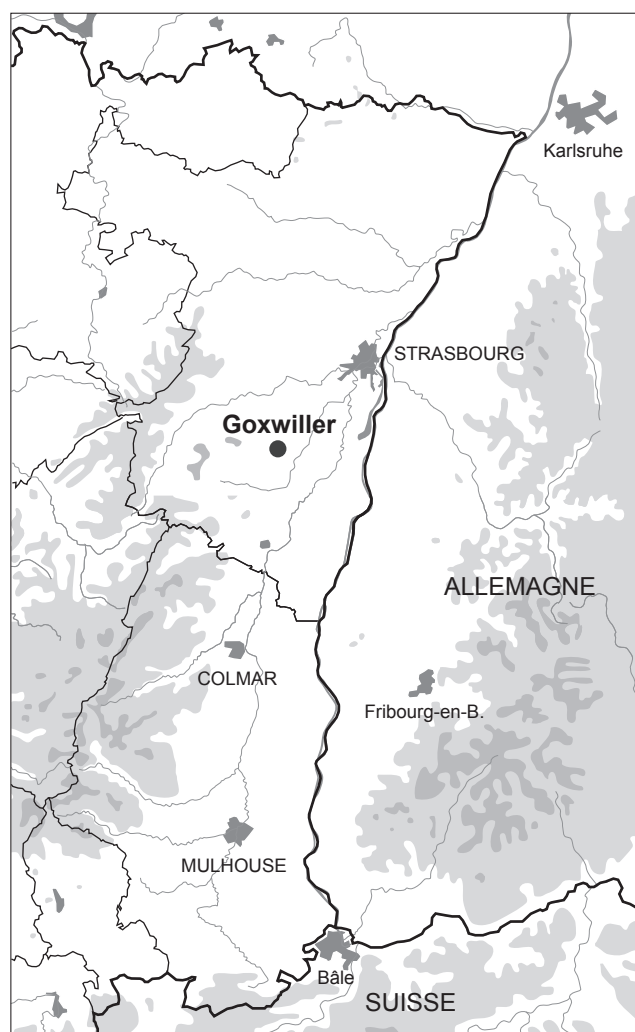 Karlsruhe
STRASBOURG
Goxwiller
ALLEMAGNE
COLMAR
Fribourg-en-B.
MULHOUSE
Bâle
SUISSE